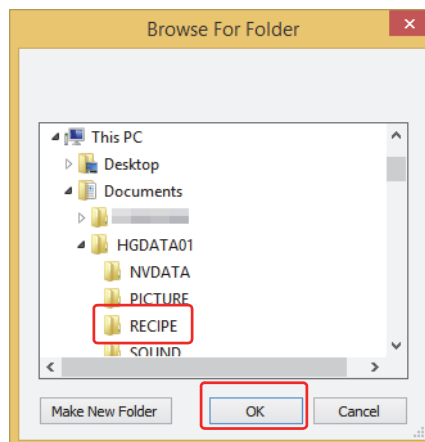 Browse For Folder
This PC
Desktop
Documents
HGDATA01
NVDATA
PICTURE
RECIPE
SOUND
Make New Folder
OK
Cancel